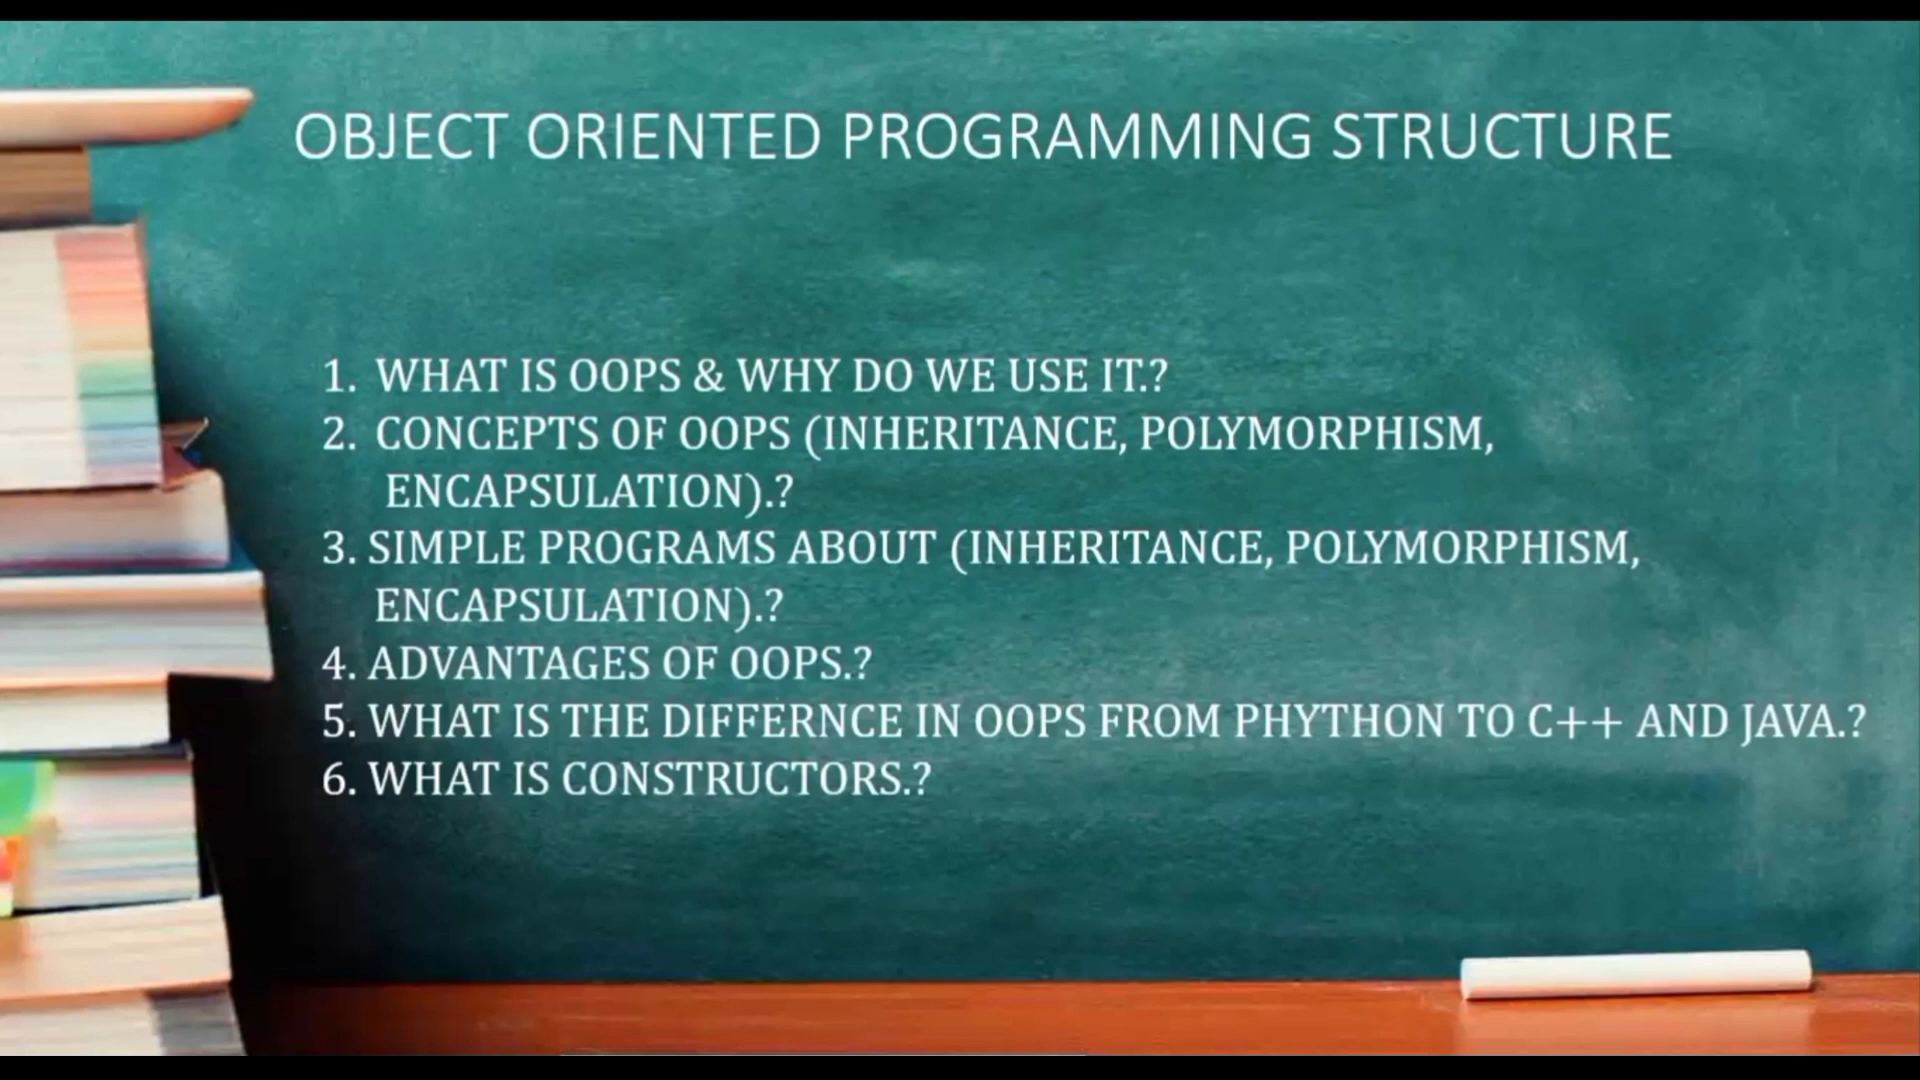 OBJECT ORIENTED PROGRAMMING STRUCTURE
1. WHAT IS OOPS & WHY DO WE USE IT.?
2. CONCEPTS OF OOPS (INHERITANCE, POLYMORPHISM,
ENCAPSULATION).?
3. SIMPLE PROGRAMS ABOUT (INHERITANCE, POLYMORPHISM,
ENCAPSULATION).?
4. ADVANTAGES OF OOPS.?
5. WHAT IS THE DIFFERNCE IN OOPS FROM PHYTHON TO C++ AND JAVA.?
6. WHAT IS CONSTRUCTORS.?